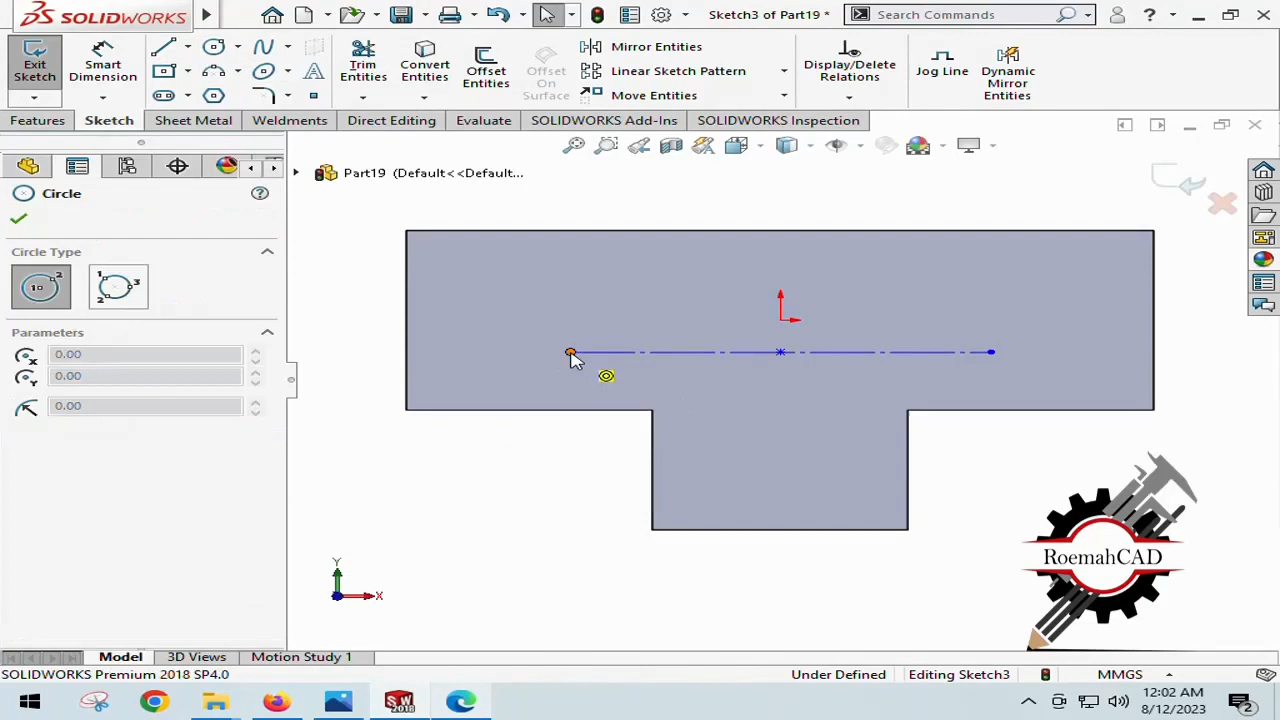 SOLIDWORKS
Sketch3 of Part19 *
Search Commands
?
Exit Sketch
Smart Dimension
Trim Entities
Convert Entities
Offset Entities
Offset On Surface
Mirror Entities
Linear Sketch Pattern
Move Entities
Display/Delete Relations
Jog Line
Dynamic Mirror Entities
Features
Sketch
Sheet Metal
Weldments
Direct Editing
Evaluate
SOLIDWORKS Add-Ins
SOLIDWORKS Inspection
Part19 (Default<<Default...
Circle
?
Circle Type
Parameters
0.00
0.00
0.00
Y
X
RoemahCAD
Model
3D Views
Motion Study 1
SOLIDWORKS Premium 2018 SP4.0
Under Defined
Editing Sketch3
MMGS
12:02 AM
8/12/2023
2